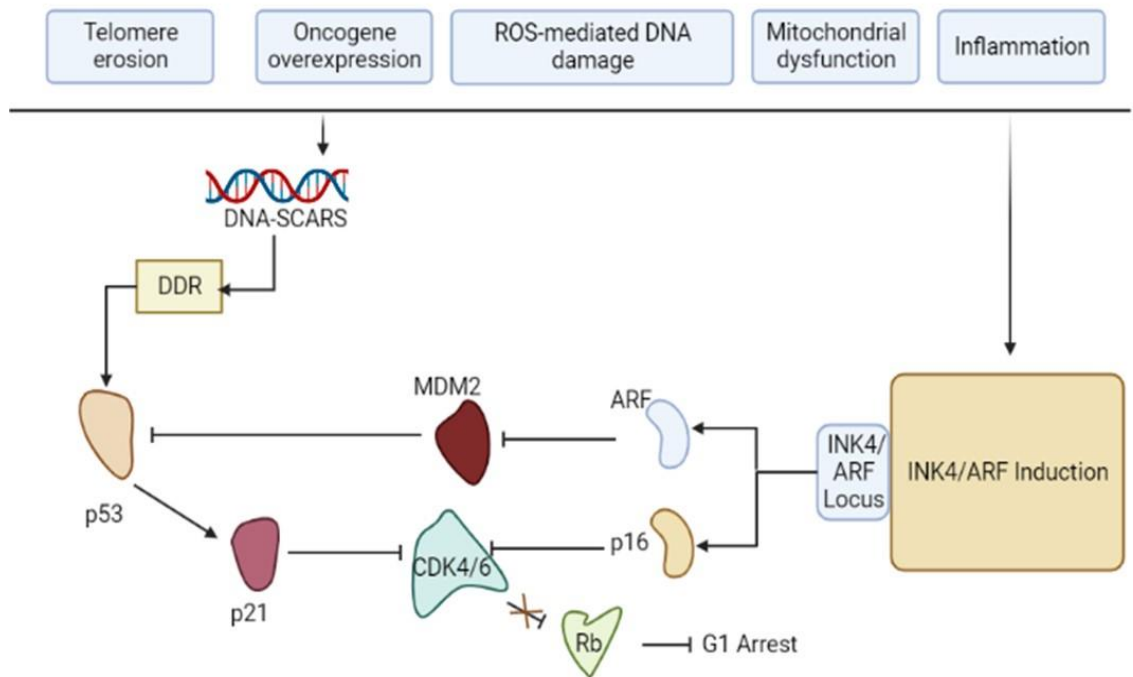 Telomere
erosion
Oncogene
overexpression
ROS-mediated DNA
damage
Mitochondrial
dysfunction
Inflammation
DNA-SCARS
DDR
MDM2
ARF
INK4/
ARF
Locus
INK4/ARF Induction
p53
p16
CDK4/6
p21
Rb
G1 Arrest